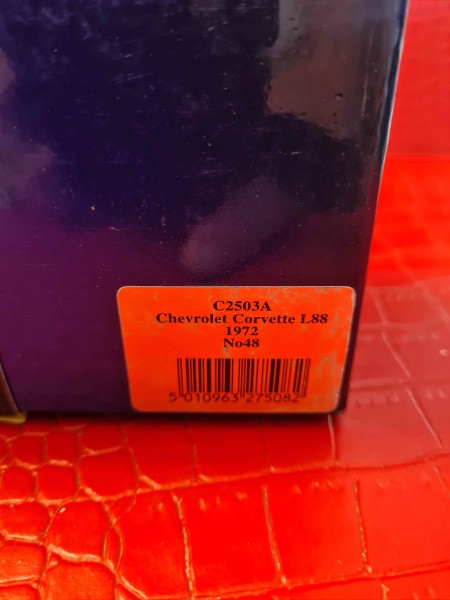 C2503A
Chevrolet Corvette L88
1972
No48
5 010963 275082